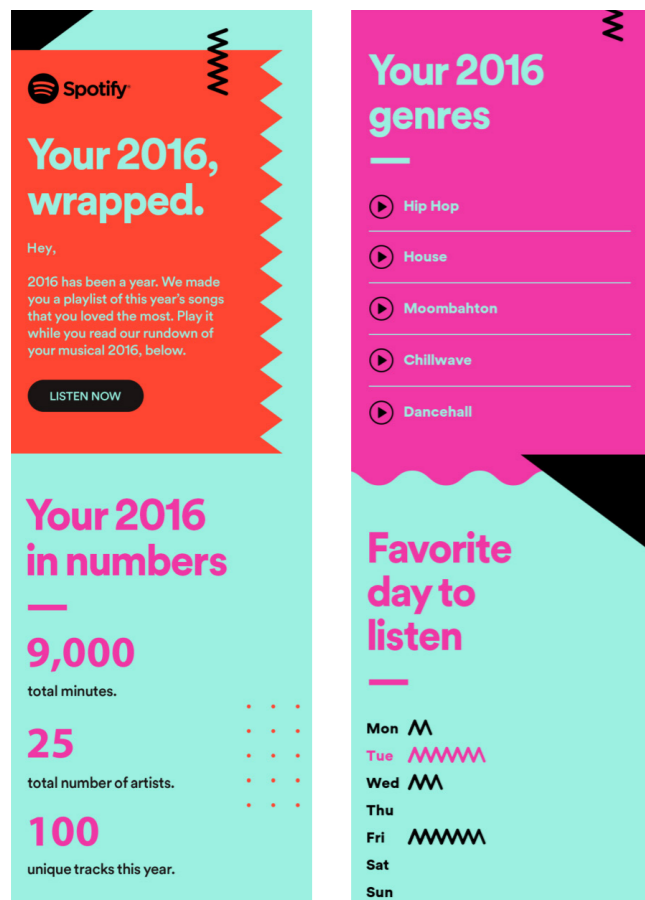 Spotify
Your 2016,
wrapped.
Hey,
2016 has been a year. We made
you a playlist of this year's songs
that you loved the most. Play it
while you read our rundown of
your musical 2016, below.
LISTEN NOW
Your 2016
in numbers
9,000
total minutes.
25
total number of artists.
100
unique tracks this year.
Your 2016
genres
Hip Hop
House
Moombahton
Chillwave
Dancehall
Favorite
day to
listen
Mon
Tue
Wed
Thu
Fri
Sat
Sun